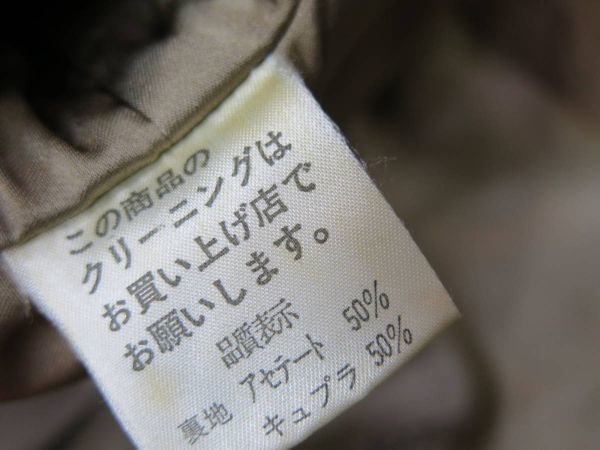 この商品の
クリーニングは
お買い上げ店で
お願いします。
品質表示
裏地 アセテート 50%
キュプラ 50%